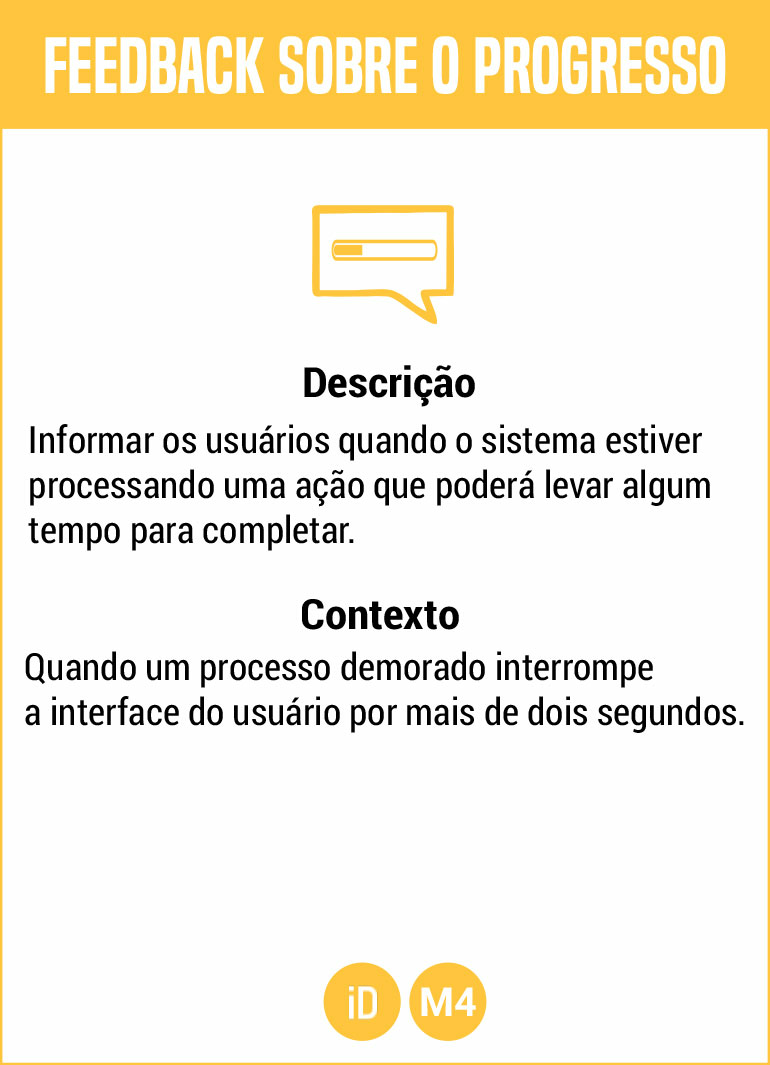 FEEDBACK SOBRE O PROGRESSO
Descrição
Informar os usuários quando o sistema estiver
processando uma ação que poderá levar algum
tempo para completar.
Contexto
Quando um processo demorado interrompe
a interface do usuário por mais de dois segundos.
iD M4